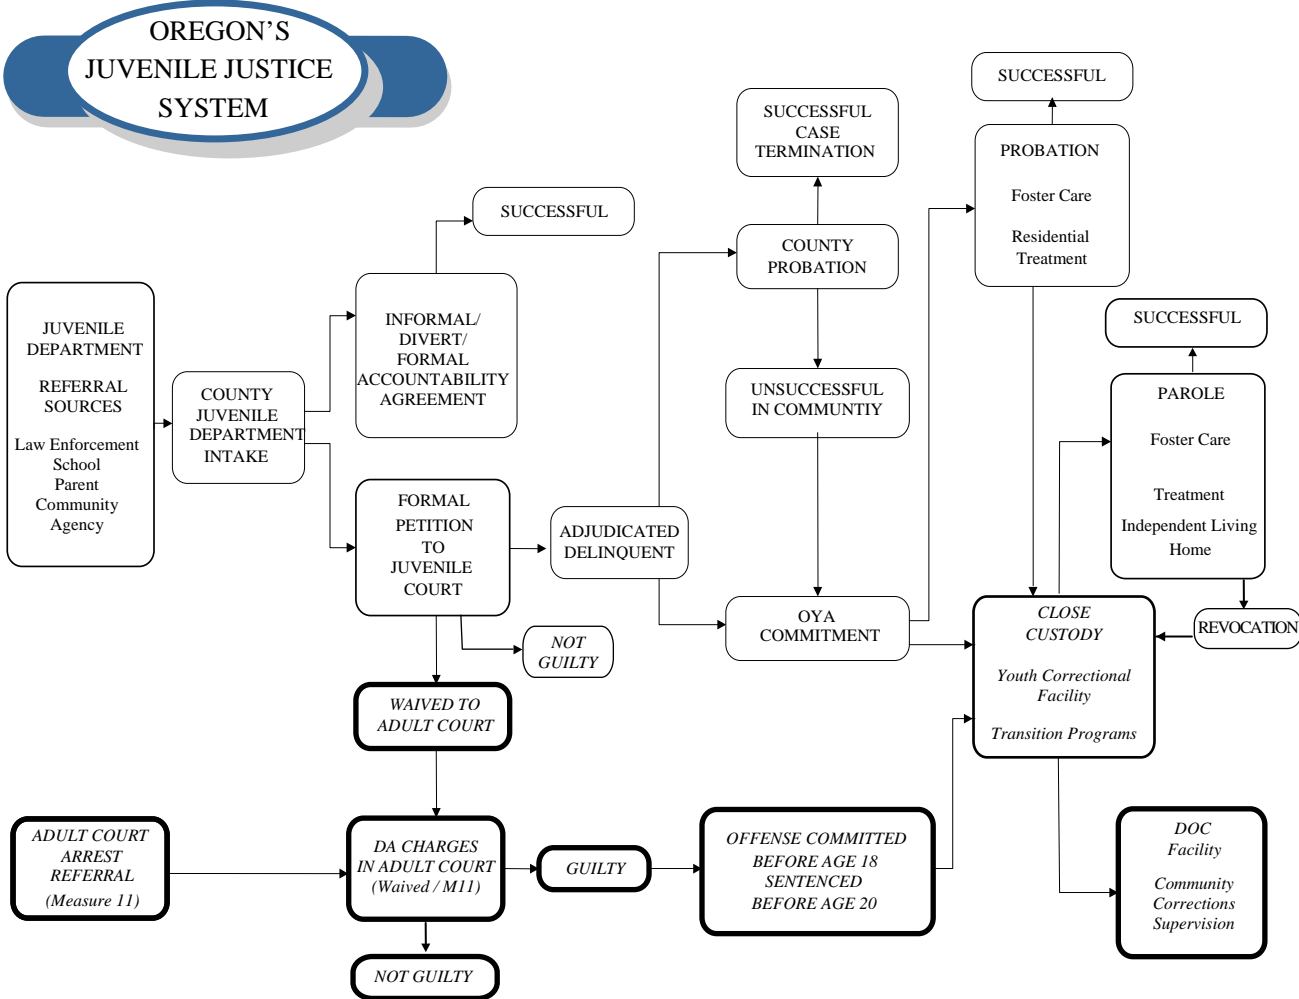 OREGON'S
JUVENILE JUSTICE
SYSTEM
SUCCESSFUL
SUCCESSFUL
CASE
TERMINATION
PROBATION
Foster Care
Residential
Treatment
SUCCESSFUL
COUNTY
PROBATION
JUVENILE
DEPARTMENT
REFERRAL
SOURCES
Law Enforcement
School
Parent
Community
Agency
COUNTY
JUVENILE
DEPARTMENT
INTAKE
INFORMAL/
DIVERT/
FORMAL
ACCOUNTABILITY
AGREEMENT
UNSUCCESSFUL
IN COMMUNTIY
SUCCESSFUL
PAROLE
Foster Care
Treatment
Independent Living
Home
FORMAL
PETITION
TO
JUVENILE
COURT
ADJUDICATED
DELINQUENT
OYA
COMMITMENT
CLOSE
CUSTODY
Youth Correctional
Facility
Transition Programs
REVOCATION
NOT
GUILTY
WAIVED TO
ADULT COURT
ADULT COURT
ARREST
REFERRAL
(Measure 11)
DA CHARGES
IN ADULT COURT
(Waived / M11)
GUILTY
OFFENSE COMMITTED
BEFORE AGE 18
SENTENCED
BEFORE AGE 20
DOC
Facility
Community
Corrections
Supervision
NOT GUILTY